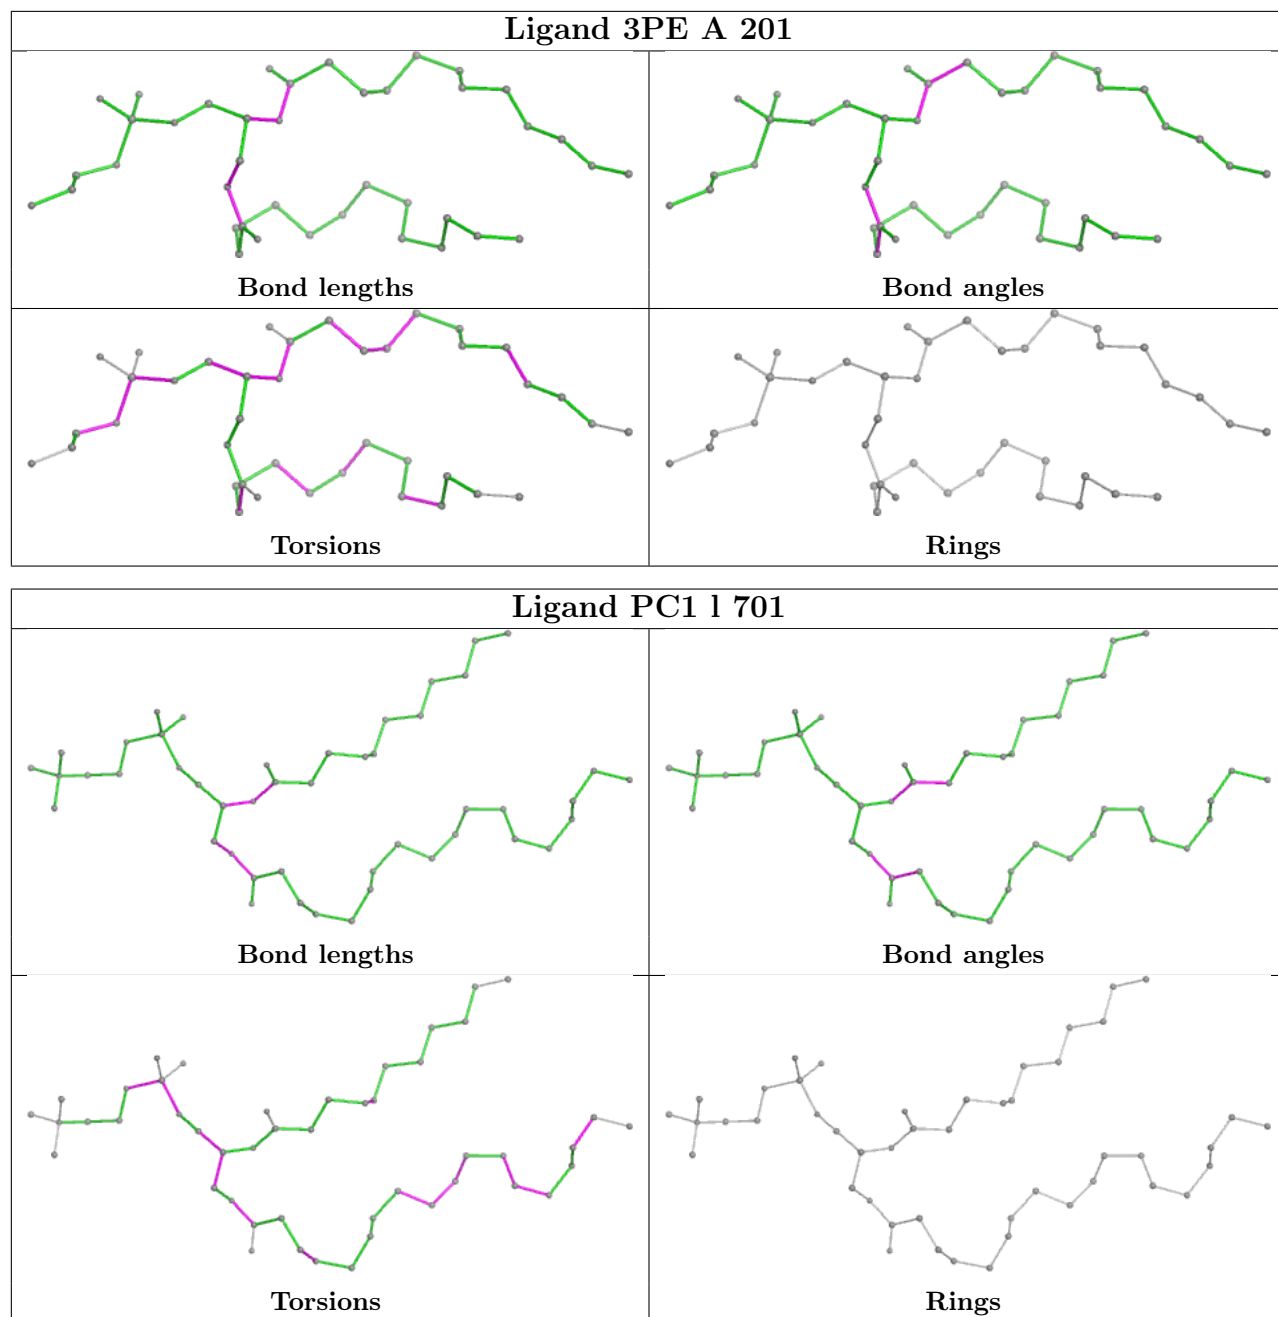 Ligand 3PE A 201
Bond lengths
Bond angles
Torsions
Rings
Ligand PC1 l 701
Bond lengths
Bond angles
Torsions
Rings